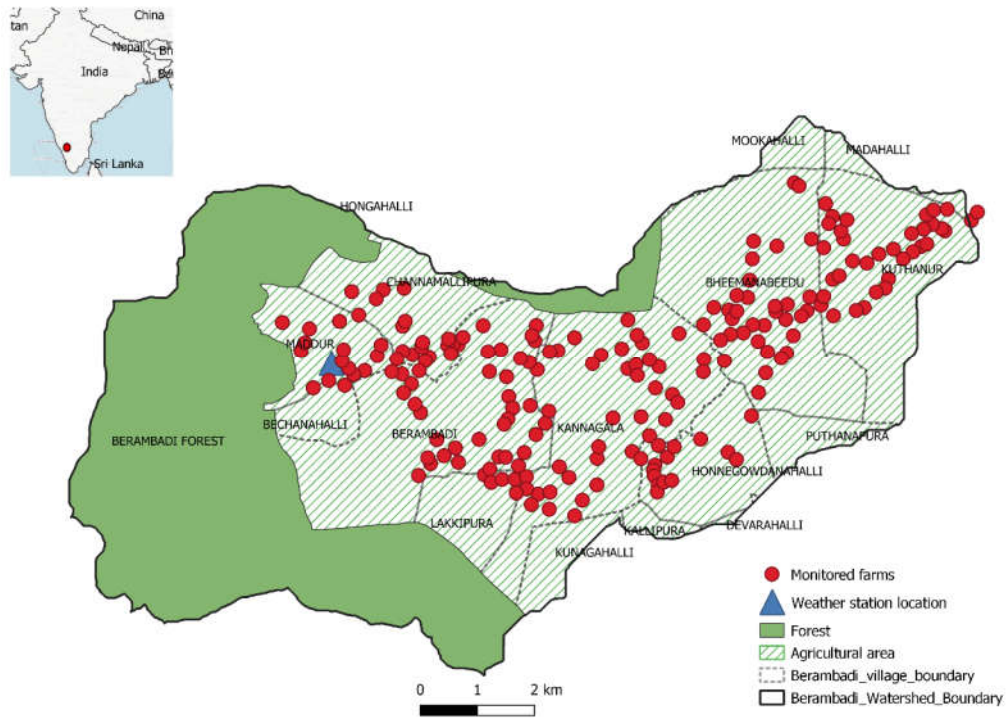 China
tan
Nepal
Bh
India
Sri Lanka
MOOKAHALLI
MADAHALLI
HONGAHALLI
CHANNAMALLIPURA
BHEEMANABEEDU
KUTHANUR
MADDUR
BECHANAHALLI
BERAMBADI
KANNAGALA
PUTHANAPURA
BERAMBADI FOREST
HONNEGOWDANAHALLI
LAKKIPURA
KALLIPURA
DEVARAHALLI
KUNAGAHALLI
Monitored farms
Weather station location
Forest
Agricultural area
Berambadi_village_boundary
Berambadi_Watershed_Boundary
0 1 2 km